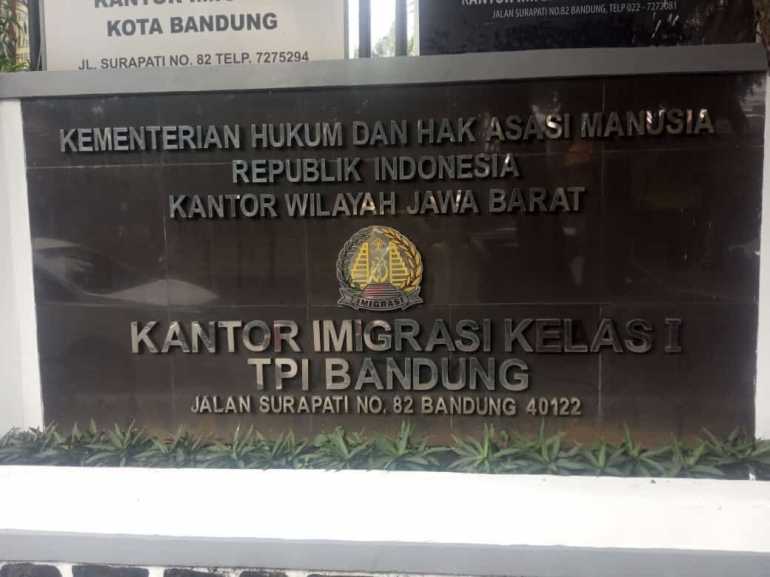 KANTOR
KOTA BANDUNG
JL. SURAPATI NO. 82 TELP. 7275294
JALAN SURAPATI NO.82 BANDUNG, TELP 022-7272081
KEMENTERIAN HUKUM DAN HAK ASASI MANUSIA
REPUBLIK INDONESIA
KANTOR WILAYAH JAWA BARAT
IMIGRASI
KANTOR IMIGRASI KELAS I
TPI BANDUNG
JALAN SURAPATI NO. 82 BANDUNG 40122